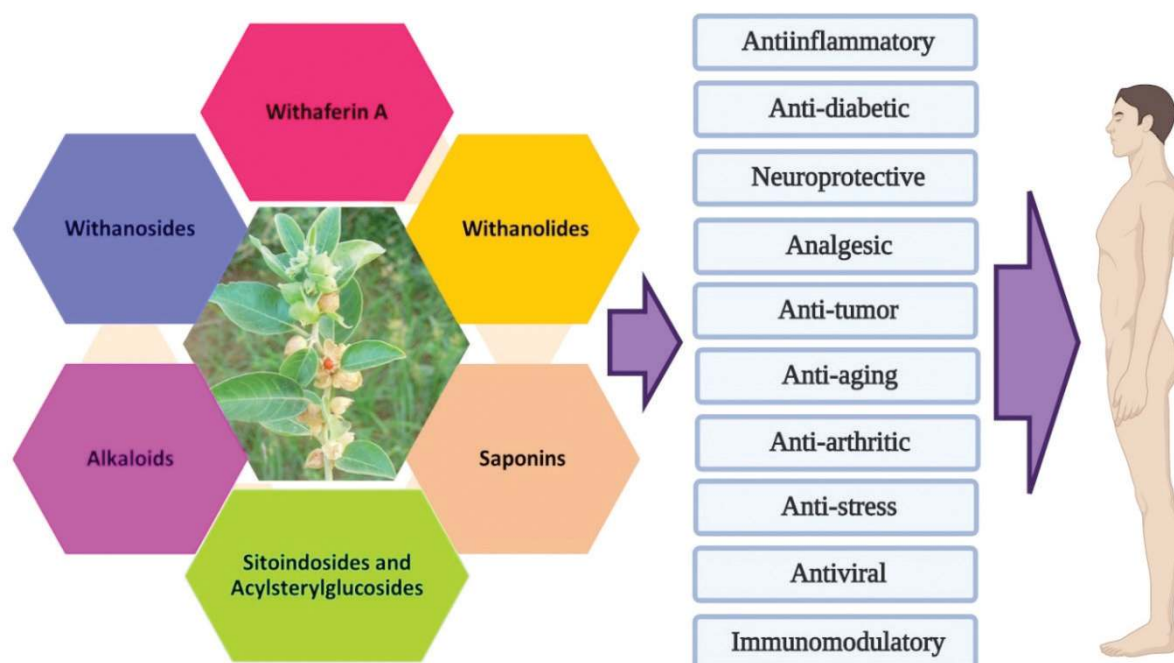 Withaferin A
Withanosides
Withanolides
Alkaloids
Saponins
Sitoindosides and
Acylsterylglucosides
Antiinflammatory
Anti-diabetic
Neuroprotective
Analgesic
Anti-tumor
Anti-aging
Anti-arthritic
Anti-stress
Antiviral
Immunomodulatory